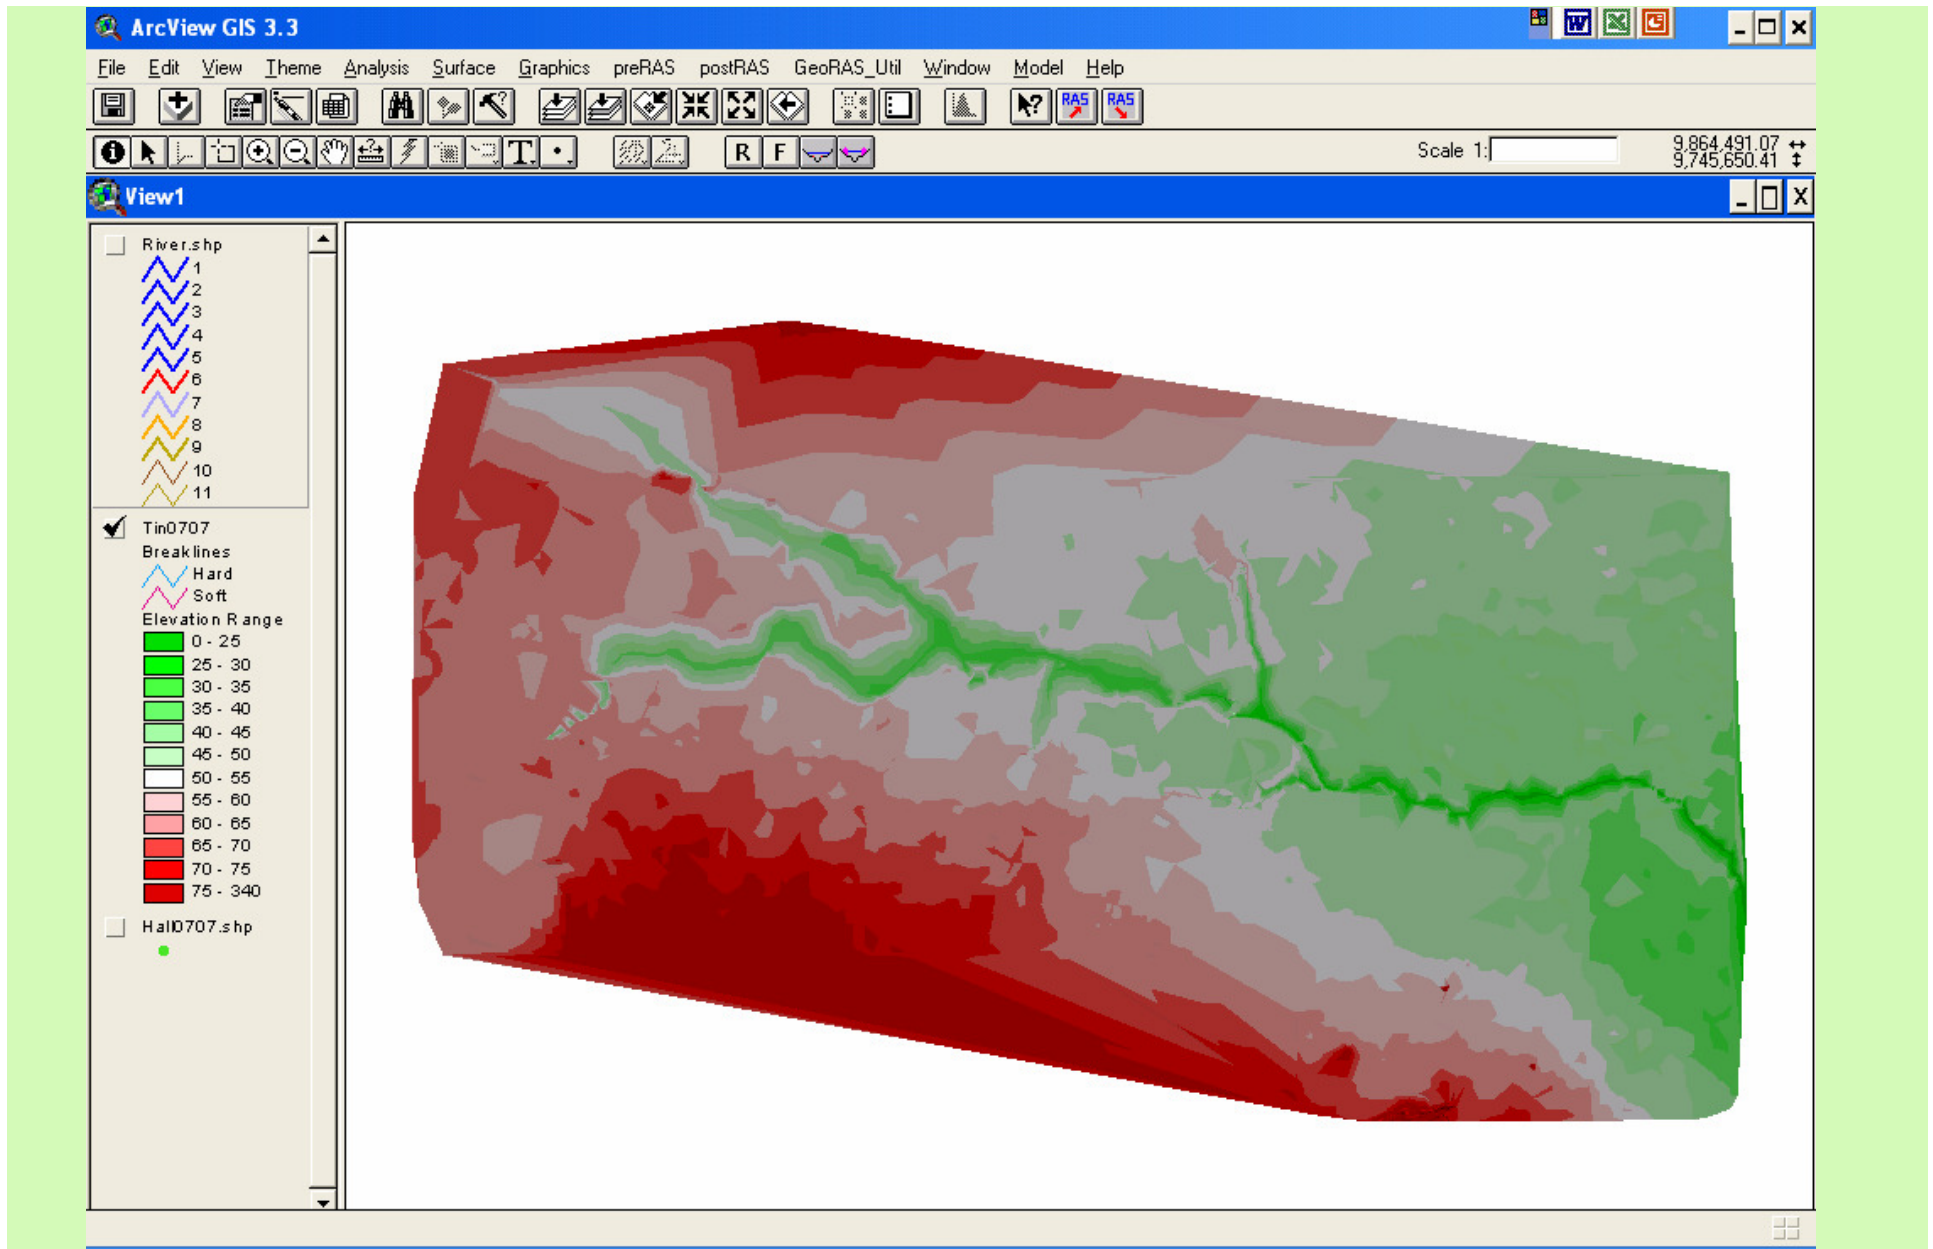 ArcView GIS 3.3
File Edit View Theme Analysis Surface Graphics preRAS postRAS GeoRAS_Util Window Model Help
RAS RAS
T R F Scale 1: 9,864,491.07
9,745,650.41
View1
River.shp
1
2
3
4
5
6
7
8
9
10
11
Tin0707
Breaklines
Hard
Soft
Elevation Range
0 - 25
25 - 30
30 - 35
35 - 40
40 - 45
45 - 50
50 - 55
55 - 60
60 - 65
65 - 70
70 - 75
75 - 340
Hall0707.shp